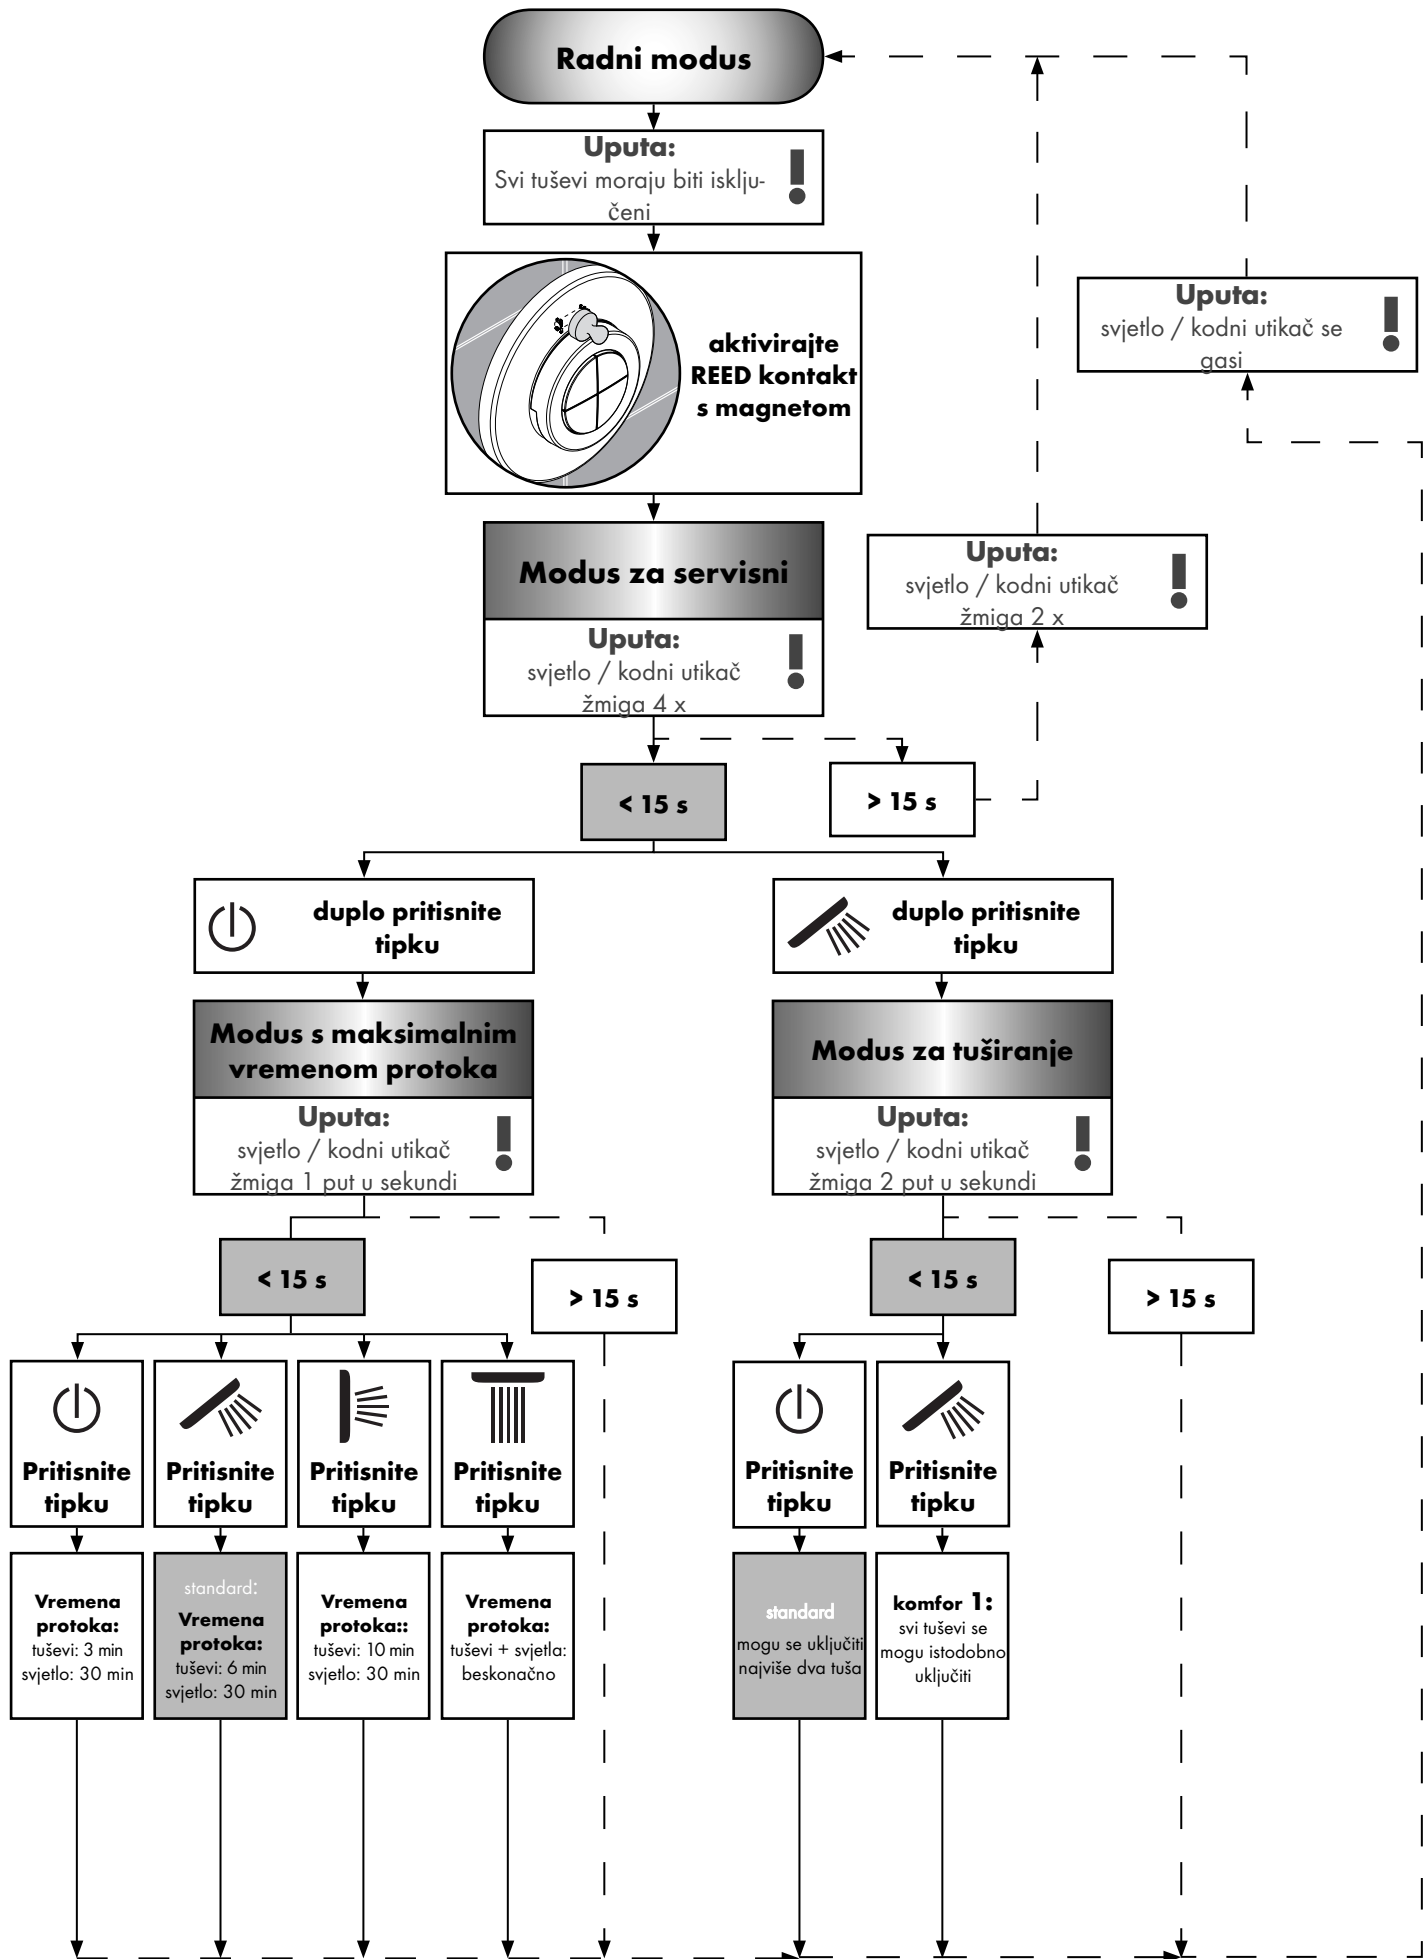 Radni modus
Uputa:
Svi tuševi moraju biti isklju-
čeni
aktivirajte
REED kontakt
s magnetom
Uputa:
svjetlo / kodni utikač se
gasi
Modus za servisni
Uputa:
svjetlo / kodni utikač
žmiga 4 x
Uputa:
svjetlo / kodni utikač
žmiga 2 x
< 15 s
> 15 s
duplo pritisnite
tipku
duplo pritisnite
tipku
Modus s maksimalnim
vremenom protoka
Uputa:
svjetlo / kodni utikač
žmiga 1 put u sekundi
Modus za tuširanje
Uputa:
svjetlo / kodni utikač
žmiga 2 put u sekundi
< 15 s
> 15 s
< 15 s
> 15 s
Pritisnite
tipku
Pritisnite
tipku
Pritisnite
tipku
Pritisnite
tipku
Pritisnite
tipku
Pritisnite
tipku
Vremena
protoka:
tuševi: 3 min
svjetlo: 30 min
standard:
Vremena
protoka:
tuševi: 6 min
svjetlo: 30 min
Vremena
protoka::
tuševi: 10 min
svjetlo: 30 min
Vremena
protoka:
tuševi + svjetla:
beskonačno
standard
mogu se uključiti
najviše dva tuša
komfor 1:
svi tuševi se
mogu istodobno
uključiti